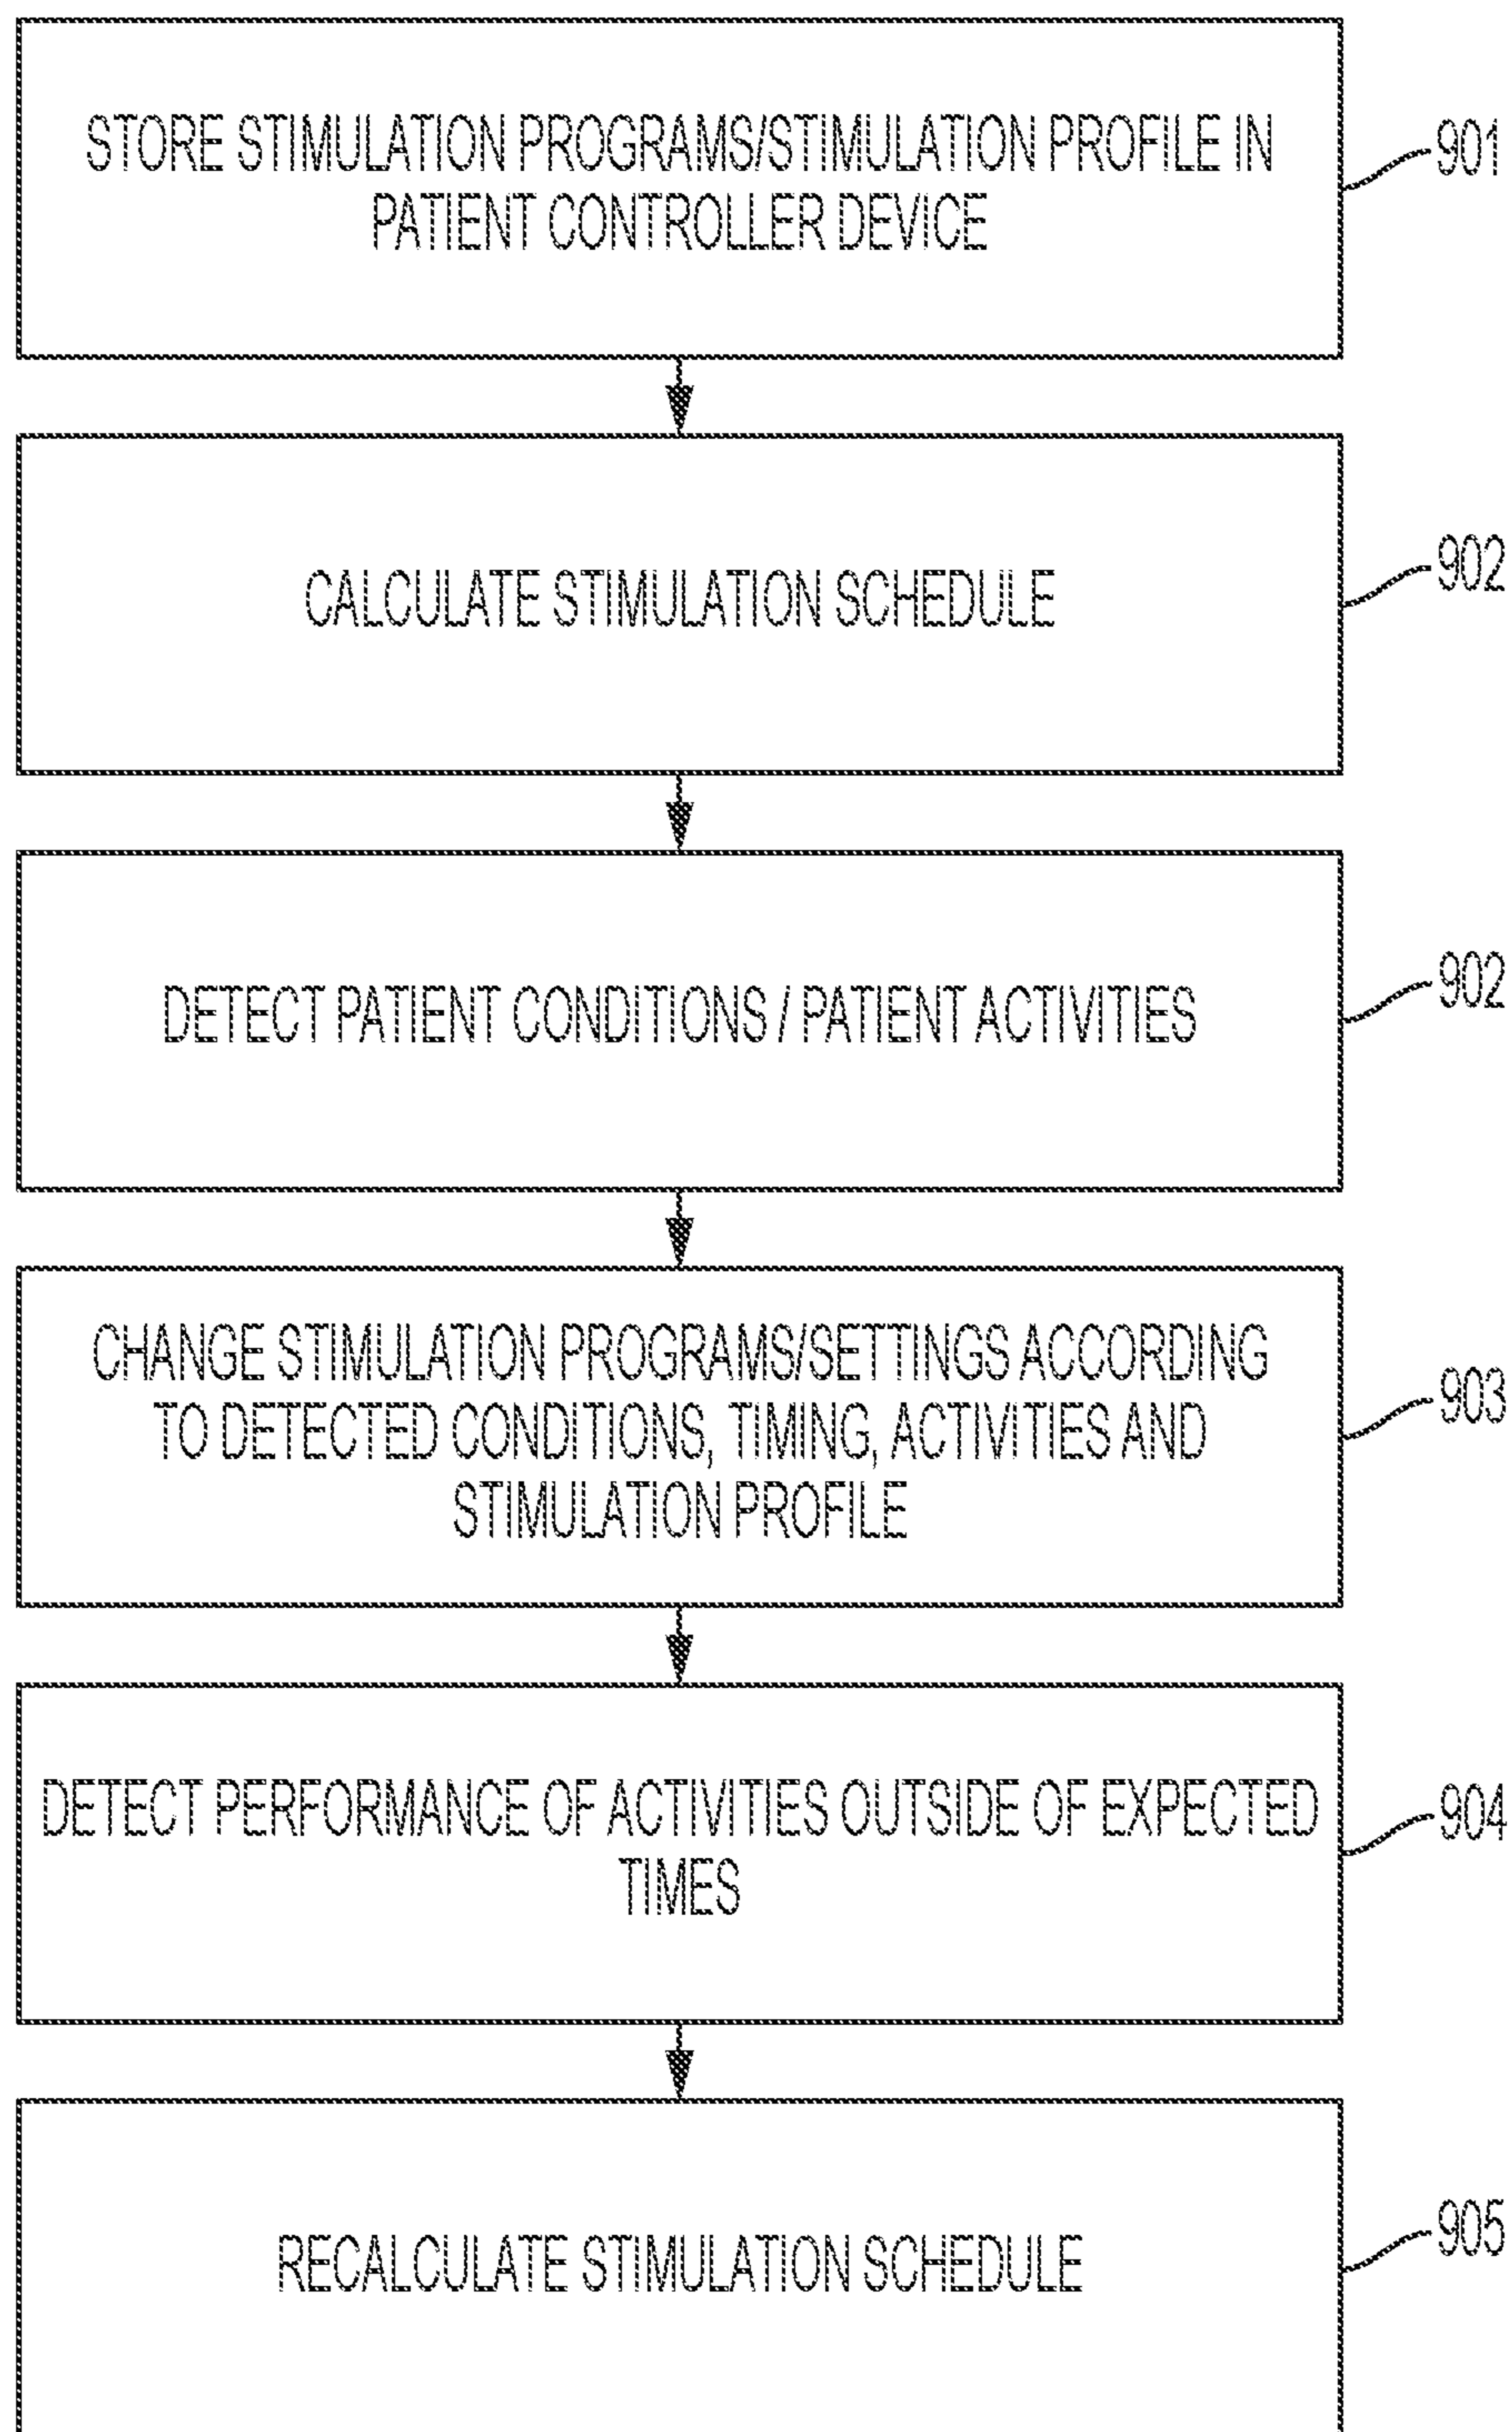 STORE STIMULATION PROGRAMS/STIMULATION PROFILE IN
PATIENT CONTROLLER DEVICE
901
CALCULATE STIMULATION SCHEDULE
902
DETECT PATIENT CONDITIONS / PATIENT ACTIVITIES
902
CHANGE STIMULATION PROGRAMS/SETTINGS ACCORDING
TO DETECTED CONDITIONS, TIMING, ACTIVITIES AND
STIMULATION PROFILE
903
DETECT PERFORMANCE OF ACTIVITIES OUTSIDE OF EXPECTED
TIMES
904
RECALCULATE STIMULATION SCHEDULE
905